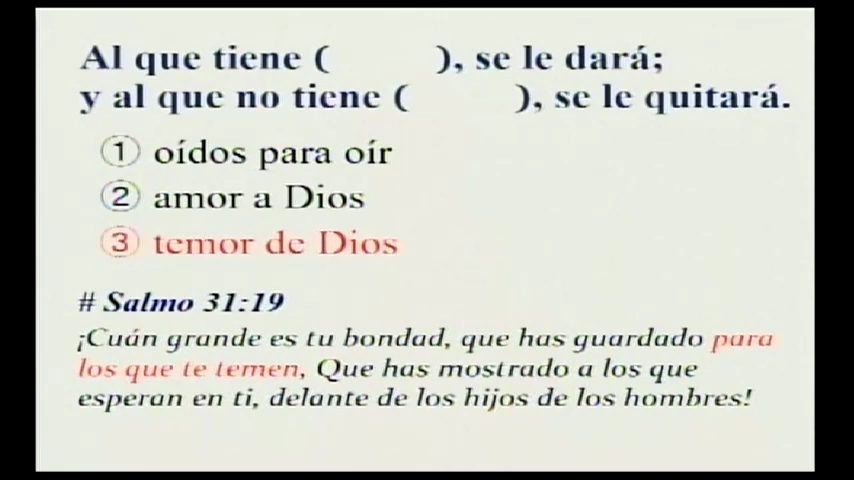 Al que tiene (          ), se le dará;
y al que no tiene (          ), se le quitará.
① oídos para oír
② amor a Dios
③ temor de Dios
# Salmo 31:19
¡Cuán grande es tu bondad, que has guardado para
los que te temen, Que has mostrado a los que
esperan en ti, delante de los hijos de los hombres!